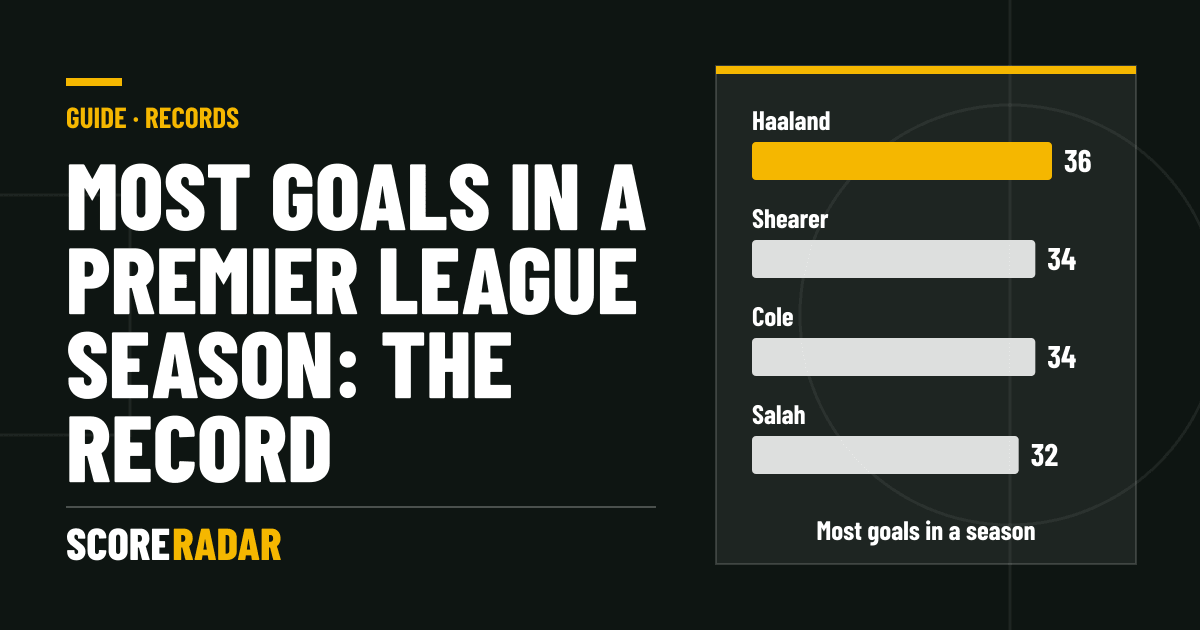 GUIDE · RECORDS
MOST GOALS IN A
PREMIER LEAGUE
SEASON: THE
RECORD
SCORERADAR
Haaland
36
Shearer
34
Cole
34
Salah
32
Most goals in a season